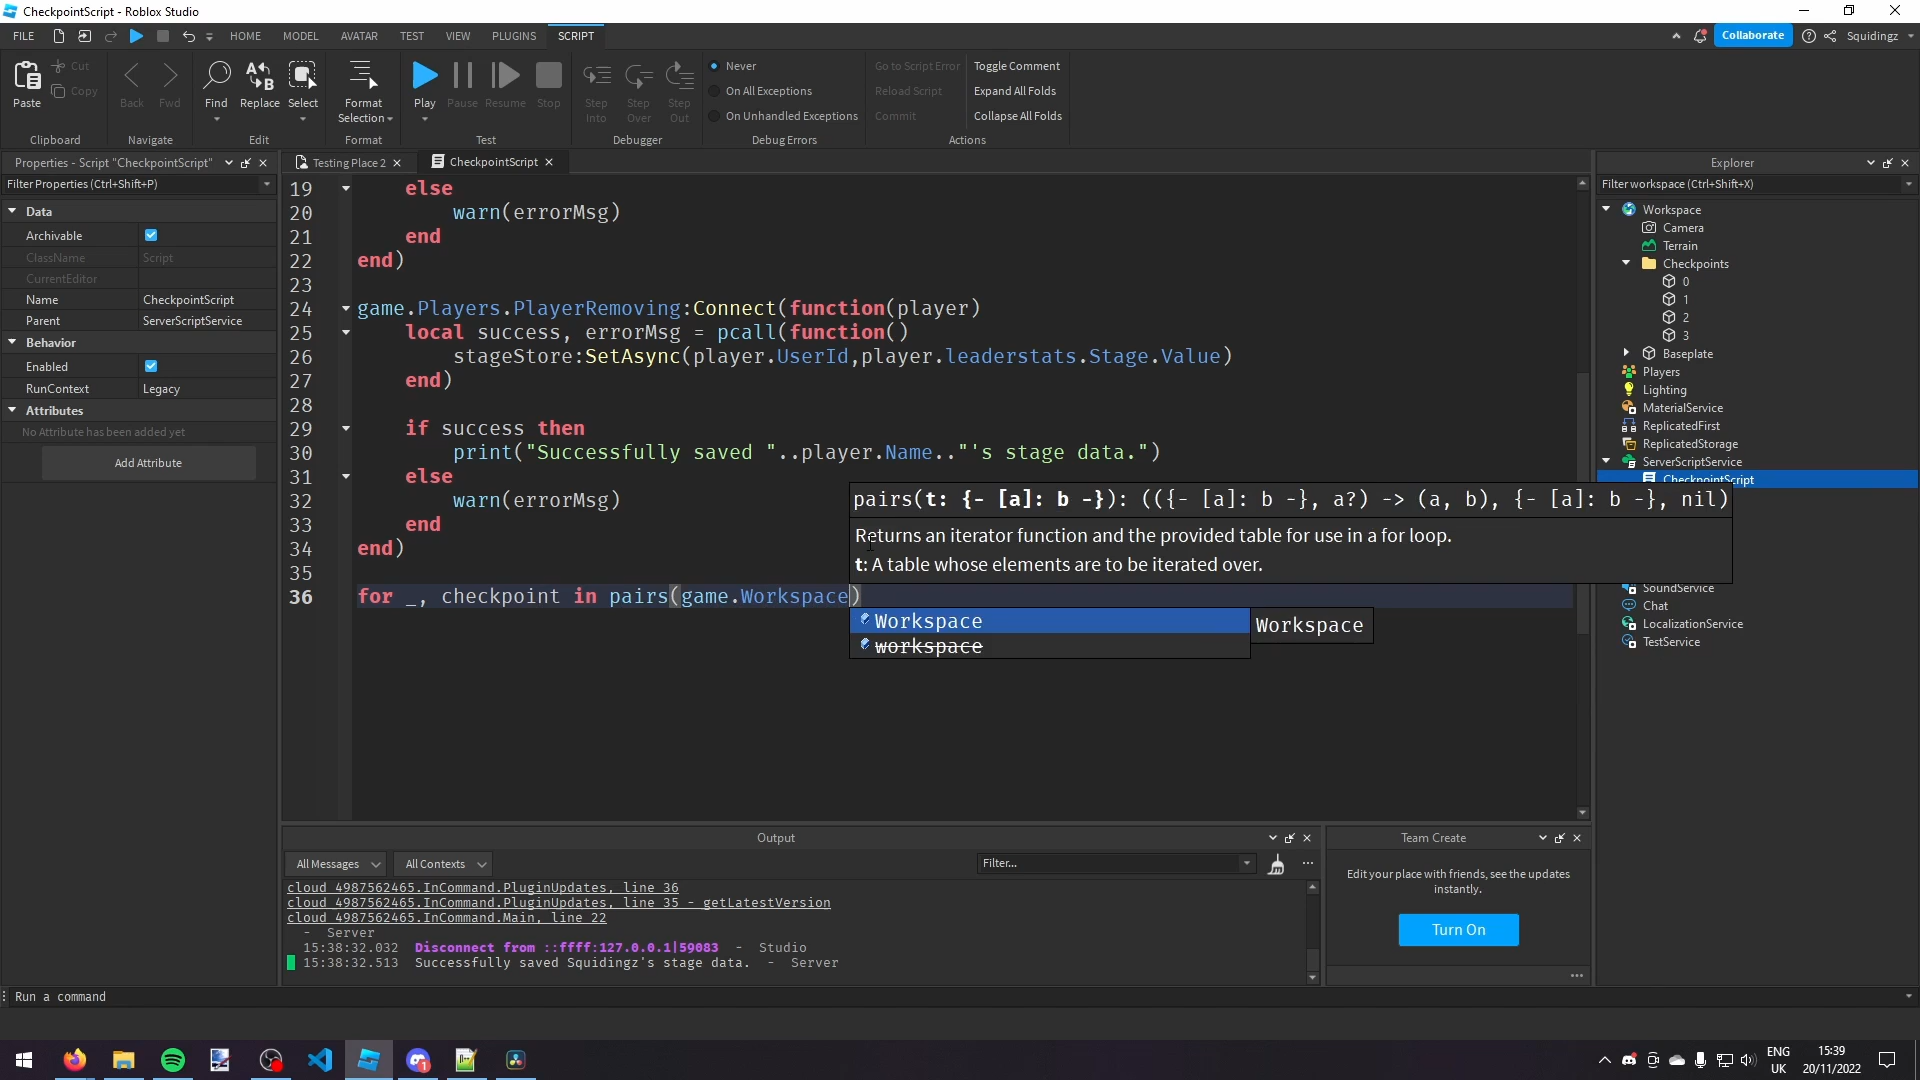 CheckpointScript - Roblox Studio
FILE HOME MODEL AVATAR TEST VIEW PLUGINS SCRIPT Collaborate Squidingz
Paste Cut Copy Back Fwd Find Replace Select Format Selection Play Pause Resume Stop Step Into Step Over Step Out
Never Go to Script Error Toggle Comment
On All Exceptions Reload Script Expand All Folds
On Unhandled Exceptions Commit Collapse All Folds
Clipboard Navigate Edit Format Test Debugger Debug Errors Actions
Properties - Script "CheckpointScript"
Filter Properties (Ctrl+Shift+P)
Data
Archivable
ClassName Script
CurrentEditor
Name CheckpointScript
Parent ServerScriptService
Behavior
Enabled
RunContext Legacy
Attributes
No Attribute has been added yet
Add Attribute
Testing Place 2 CheckpointScript
19 else
20 warn(errorMsg)
21 end
22 end)
23
24 game.Players.PlayerRemoving:Connect(function(player)
25 local success, errorMsg = pcall(function()
26 stageStore:SetAsync(player.UserId,player.leaderstats.Stage.Value)
27 end)
28
29 if success then
30 print("Successfully saved "..player.Name.."'s stage data.")
31 else
32 warn(errorMsg)
33 end
34 end)
35
36 for _, checkpoint in pairs(game.Workspace)
pairs(t: {- [a]: b -}): (({- [a]: b -}, a?) -> (a, b), {- [a]: b -}, nil)
Returns an iterator function and the provided table for use in a for loop.
t: A table whose elements are to be iterated over.
Workspace
workspace
Workspace
Explorer
Filter workspace (Ctrl+Shift+X)
Workspace
Camera
Terrain
Checkpoints
0
1
2
3
Baseplate
Players
Lighting
MaterialService
ReplicatedFirst
ReplicatedStorage
ServerScriptService
CheckpointScript
SoundService
Chat
LocalizationService
TestService
Output
All Messages All Contexts Filter...
cloud_4987562465.InCommand.PluginUpdates, line 36
cloud_4987562465.InCommand.PluginUpdates, line 35 - getLatestVersion
cloud_4987562465.InCommand.Main, line 22
- Server
15:38:32.032 Disconnect from ::ffff:127.0.0.1|59083 - Studio
15:38:32.513 Successfully saved Squidingz's stage data. - Server
Team Create
Edit your place with friends, see the updates
instantly.
Turn On
Run a command
ENG
UK
15:39
20/11/2022